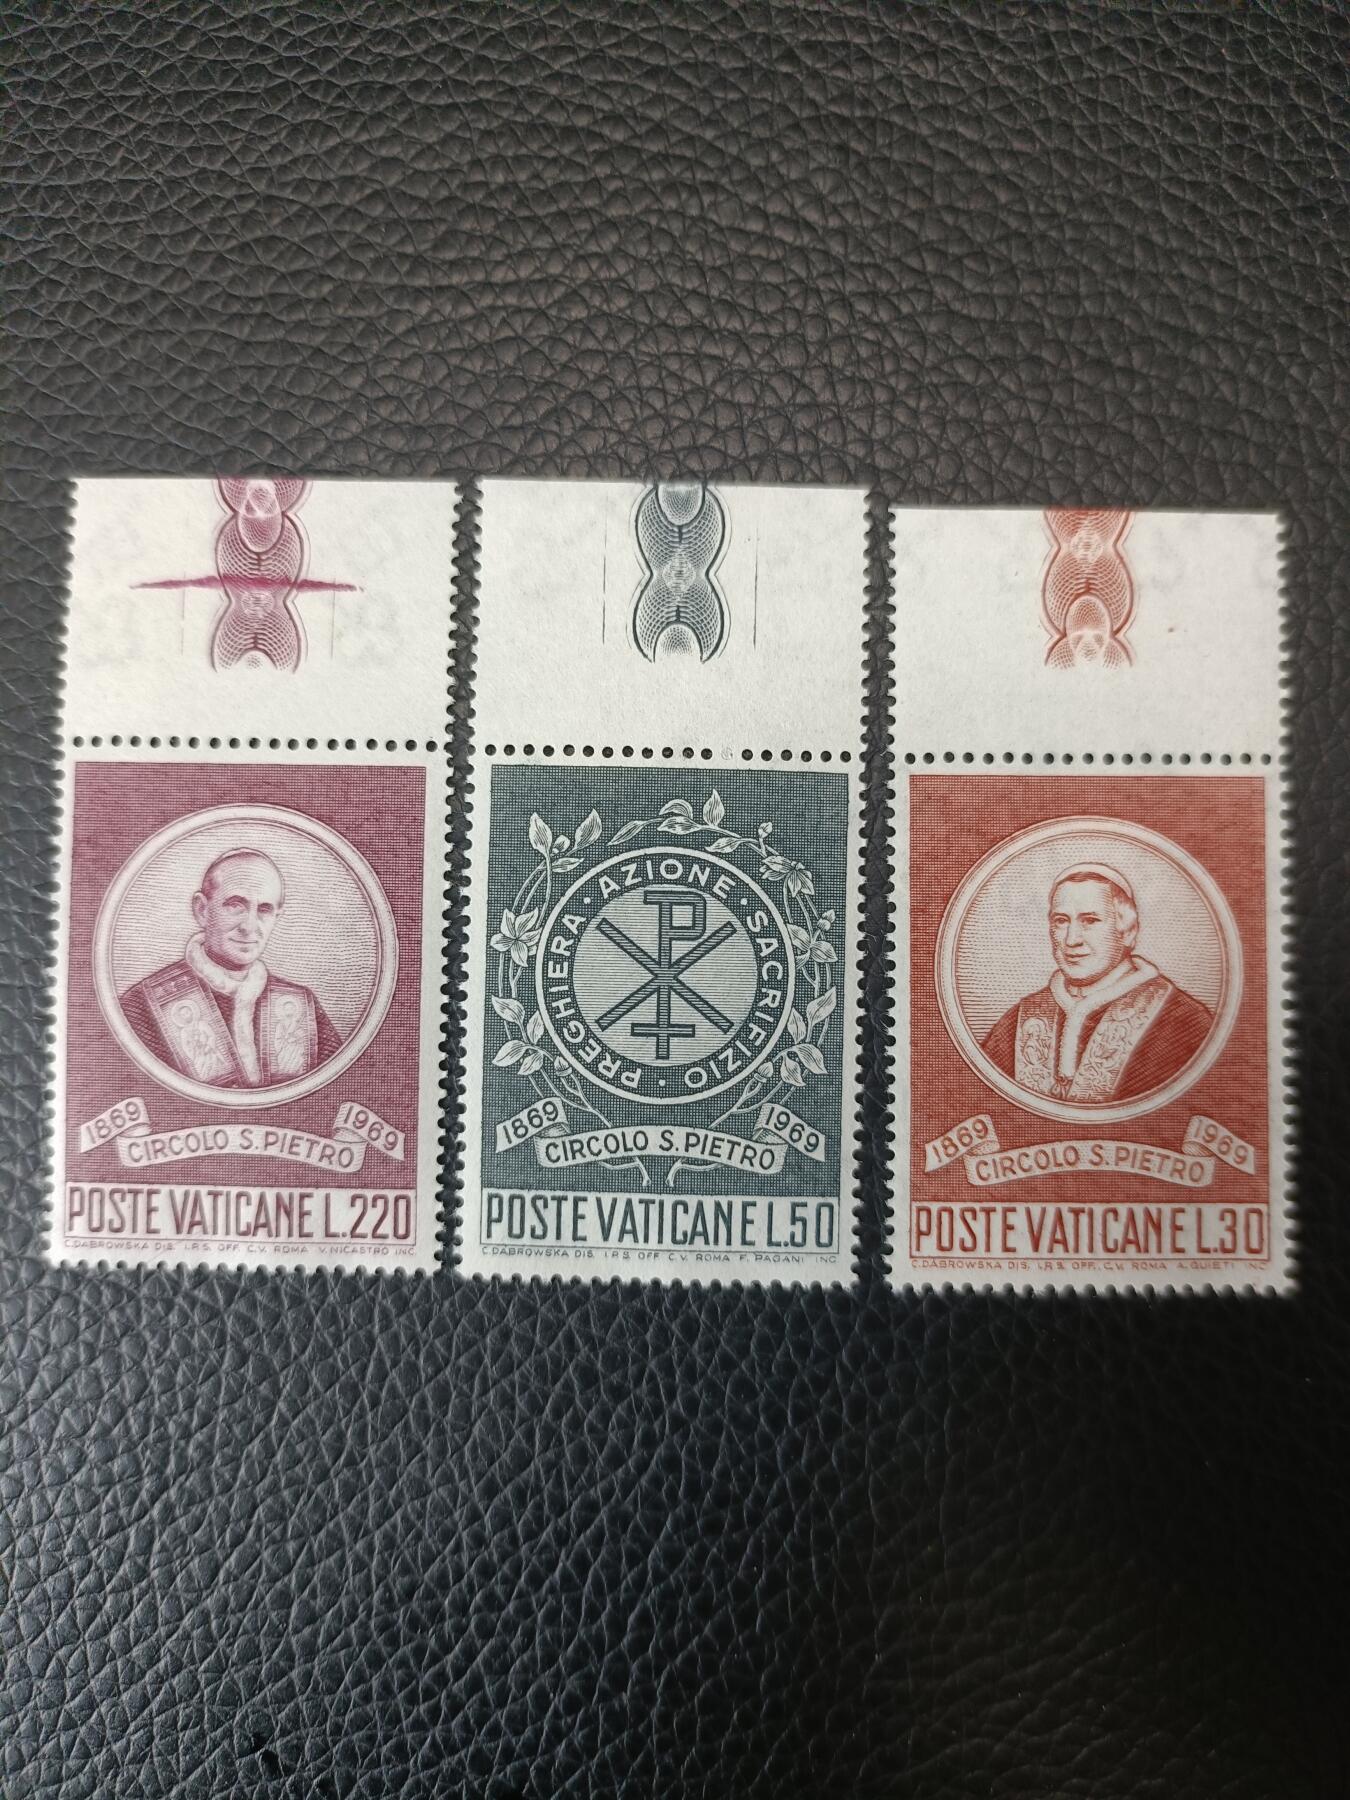 1869 1969
CIRCOLO S. PIETRO
POSTE VATICANE L.220
C. DABROWSKA DIS. I.P.S. OFF. C.V. ROMA V. NICASTRO INC.
PREGHIERA · AZIONE · SACRIFIZIO ·
1869 1969
CIRCOLO S. PIETRO
POSTE VATICANE L.50
C. DABROWSKA DIS. I.P.S. OFF. C.V. ROMA F. PAGANI INC
1869 1969
CIRCOLO S. PIETRO
POSTE VATICANE L.30
C. DABROWSKA DIS. I.P.S. OFF. C.V. ROMA A. QUIETI INC